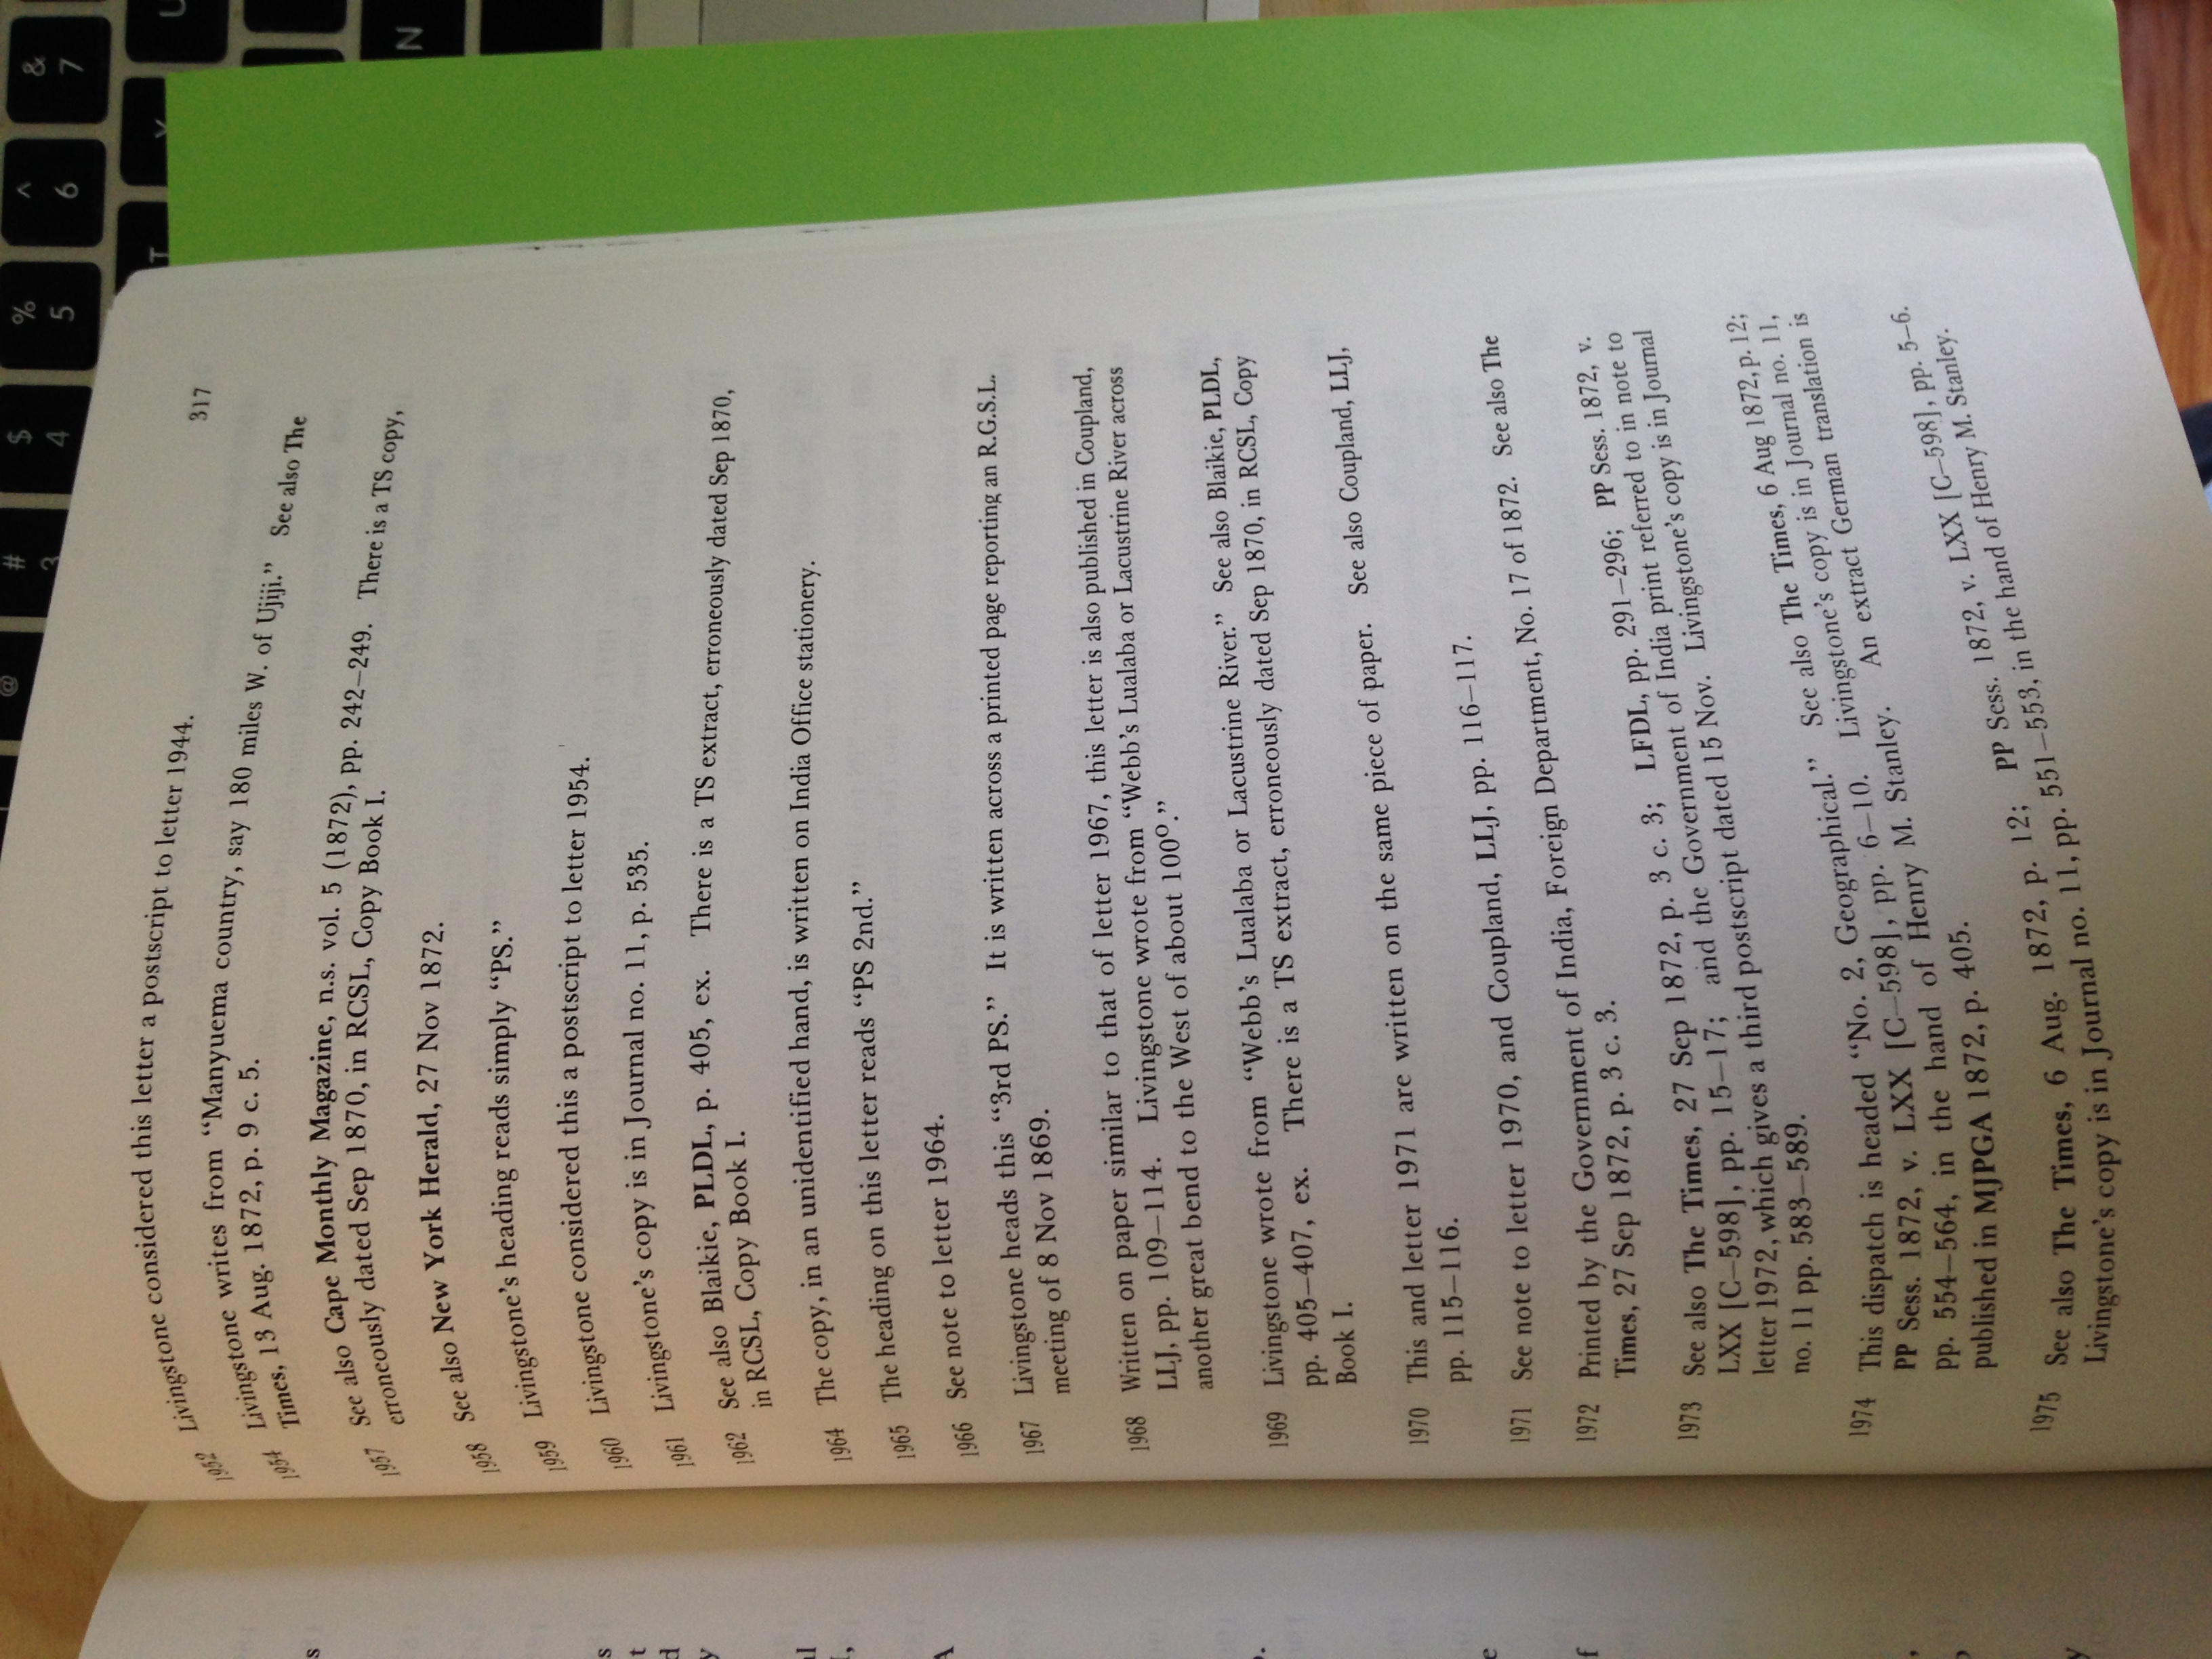 @ # $ % ^ &
3 4 5 6 7
T Y U
N
317
1952 Livingstone considered this letter a postscript to letter 1944.
1954 Livingstone writes from “Manyuema country, say 180 miles W. of Ujiji.” See also The
Times, 13 Aug. 1872, p. 9 c. 5.
1957 See also Cape Monthly Magazine, n.s. vol. 5 (1872), pp. 242–249. There is a TS copy,
erroneously dated Sep 1870, in RCSL, Copy Book I.
1958 See also New York Herald, 27 Nov 1872.
1959 Livingstone’s heading reads simply “PS.”
1960 Livingstone considered this a postscript to letter 1954.
1961 Livingstone’s copy is in Journal no. 11, p. 535.
1962 See also Blaikie, PLDL, p. 405, ex. There is a TS extract, erroneously dated Sep 1870,
in RCSL, Copy Book I.
1964 The copy, in an unidentified hand, is written on India Office stationery.
1965 The heading on this letter reads “PS 2nd.”
1966 See note to letter 1964.
1967 Livingstone heads this “3rd PS.” It is written across a printed page reporting an R.G.S.L.
meeting of 8 Nov 1869.
1968 Written on paper similar to that of letter 1967, this letter is also published in Coupland,
LLJ, pp. 109–114. Livingstone wrote from “Webb’s Lualaba or Lacustrine River across
another great bend to the West of about 100º.”
1969 Livingstone wrote from “Webb’s Lualaba or Lacustrine River.” See also Blaikie, PLDL,
pp. 405–407, ex. There is a TS extract, erroneously dated Sep 1870, in RCSL, Copy
Book I.
1970 This and letter 1971 are written on the same piece of paper. See also Coupland, LLJ,
pp. 115–116.
1971 See note to letter 1970, and Coupland, LLJ, pp. 116–117.
1972 Printed by the Government of India, Foreign Department, No. 17 of 1872. See also The
Times, 27 Sep 1872, p. 3 c. 3.
1973 See also The Times, 27 Sep 1872, p. 3 c. 3; LFDL, pp. 291–296; PP Sess. 1872, v.
LXX [C–598], pp. 15–17; and the Government of India print referred to in note to
letter 1972, which gives a third postscript dated 15 Nov. Livingstone’s copy is in Journal
no. 11 pp. 583–589.
1974 This dispatch is headed “No. 2, Geographical.” See also The Times, 6 Aug 1872, p. 12;
PP Sess. 1872, v. LXX [C–598], pp. 6–10. Livingstone’s copy is in Journal no. 11,
pp. 554–564, in the hand of Henry M. Stanley. An extract German translation is
published in MJPGA 1872, p. 405.
1975 See also The Times, 6 Aug. 1872, p. 12; PP Sess. 1872, v. LXX [C–598], pp. 5–6.
Livingstone’s copy is in Journal no. 11, pp. 551–553, in the hand of Henry M. Stanley.